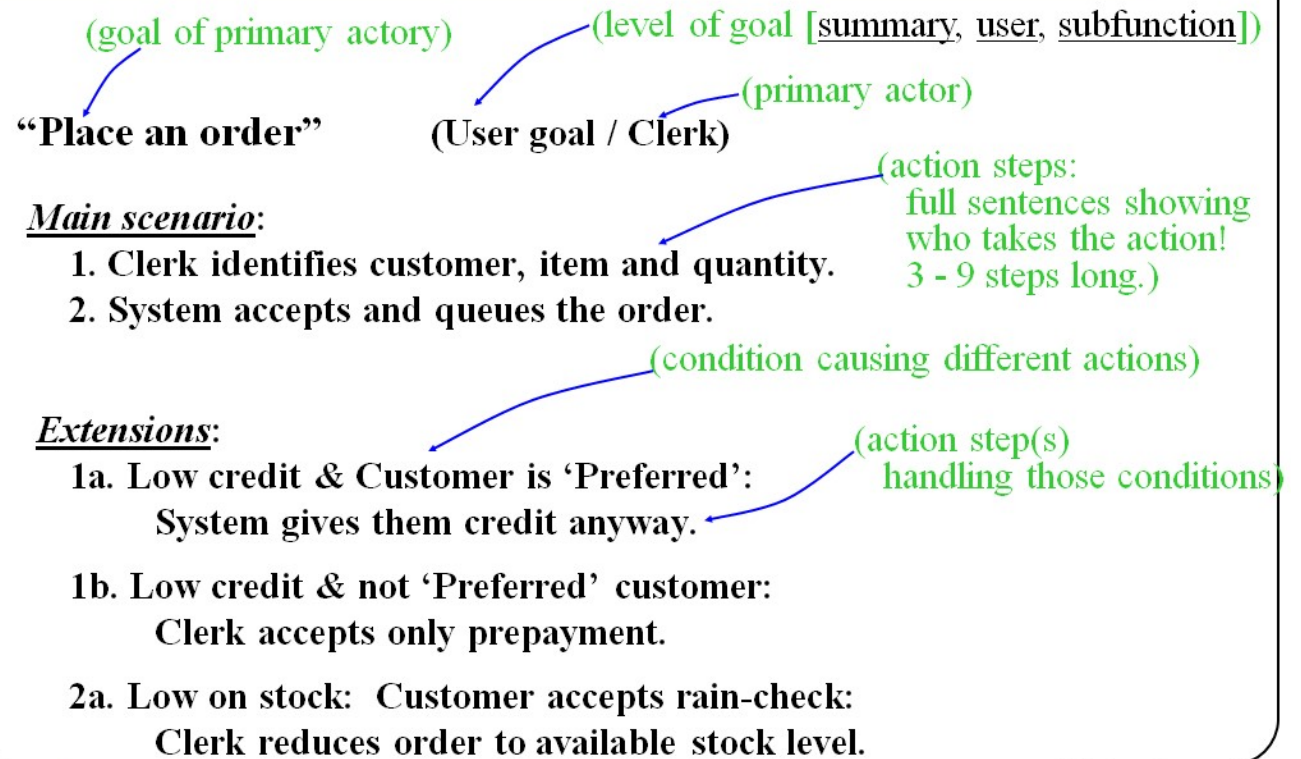 (goal of primary actory)
(level of goal [summary, user, subfunction])
(primary actor)
“Place an order” (User goal / Clerk)
(action steps:
full sentences showing
who takes the action!
3 - 9 steps long.)
Main scenario:
1. Clerk identifies customer, item and quantity.
2. System accepts and queues the order.
(condition causing different actions)
Extensions:
(action step(s)
handling those conditions)
1a. Low credit & Customer is ‘Preferred’:
System gives them credit anyway.
1b. Low credit & not ‘Preferred’ customer:
Clerk accepts only prepayment.
2a. Low on stock: Customer accepts rain-check:
Clerk reduces order to available stock level.